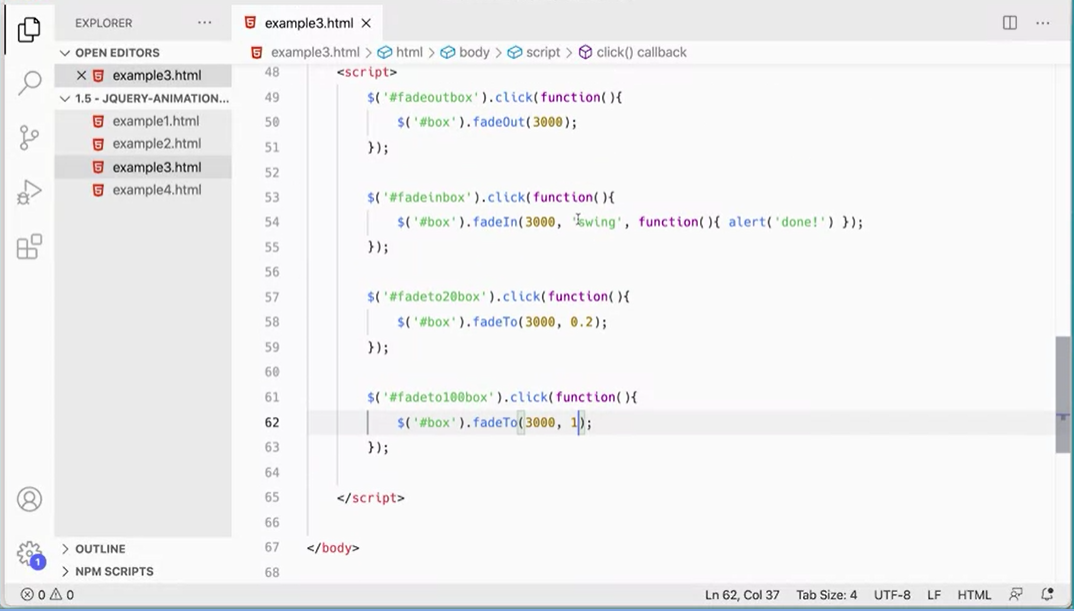 EXPLORER
example3.html
OPEN EDITORS
example3.html > html > body > script > click() callback
example3.html
1.5 - JQUERY-ANIMATION...
example1.html
example2.html
example3.html
example4.html
48 <script>
49 $('#fadeoutbox').click(function(){
50 $('#box').fadeOut(3000);
51 });
52
53 $('#fadeinbox').click(function(){
54 $('#box').fadeIn(3000, 'swing', function(){ alert('done!') });
55 });
56
57 $('#fadeto20box').click(function(){
58 $('#box').fadeTo(3000, 0.2);
59 });
60
61 $('#fadeto100box').click(function(){
62 $('#box').fadeTo(3000, 1);
63 });
64
65 </script>
66
67 </body>
68
OUTLINE
NPM SCRIPTS
1
0 0
Ln 62, Col 37 Tab Size: 4 UTF-8 LF HTML